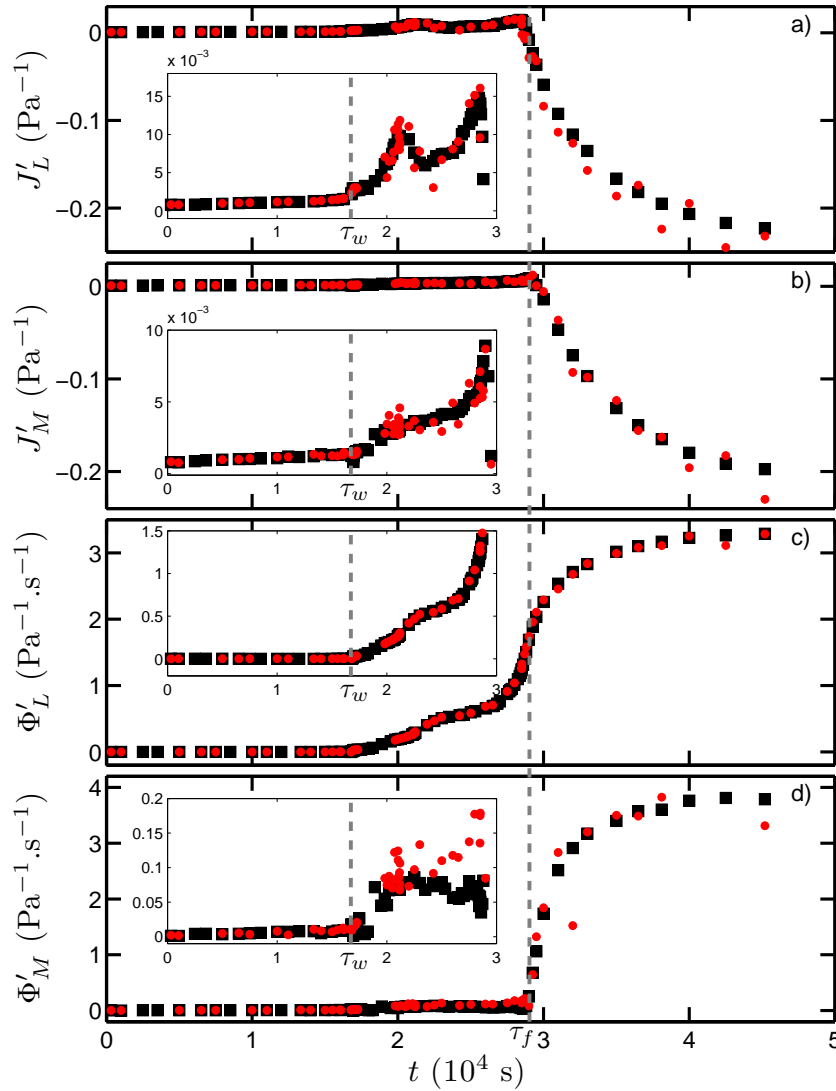 a)
J′_L (Pa⁻¹)
0
−0.1
−0.2
x 10⁻³
15
10
5
0
0 1 τ_w 2 3
b)
J′_M (Pa⁻¹)
0
−0.1
−0.2
x 10⁻³
10
5
0
0 1 τ_w 2 3
c)
Φ′_L (Pa⁻¹.s⁻¹)
3
2
1
0
1.5
1
0.5
0
0 1 τ_w 2 3
d)
Φ′_M (Pa⁻¹.s⁻¹)
4
3
2
1
0
0.2
0.15
0.1
0.05
0
0 1 τ_w 2 3
0 1 2 τ_f 3 4 5
t (10⁴ s)